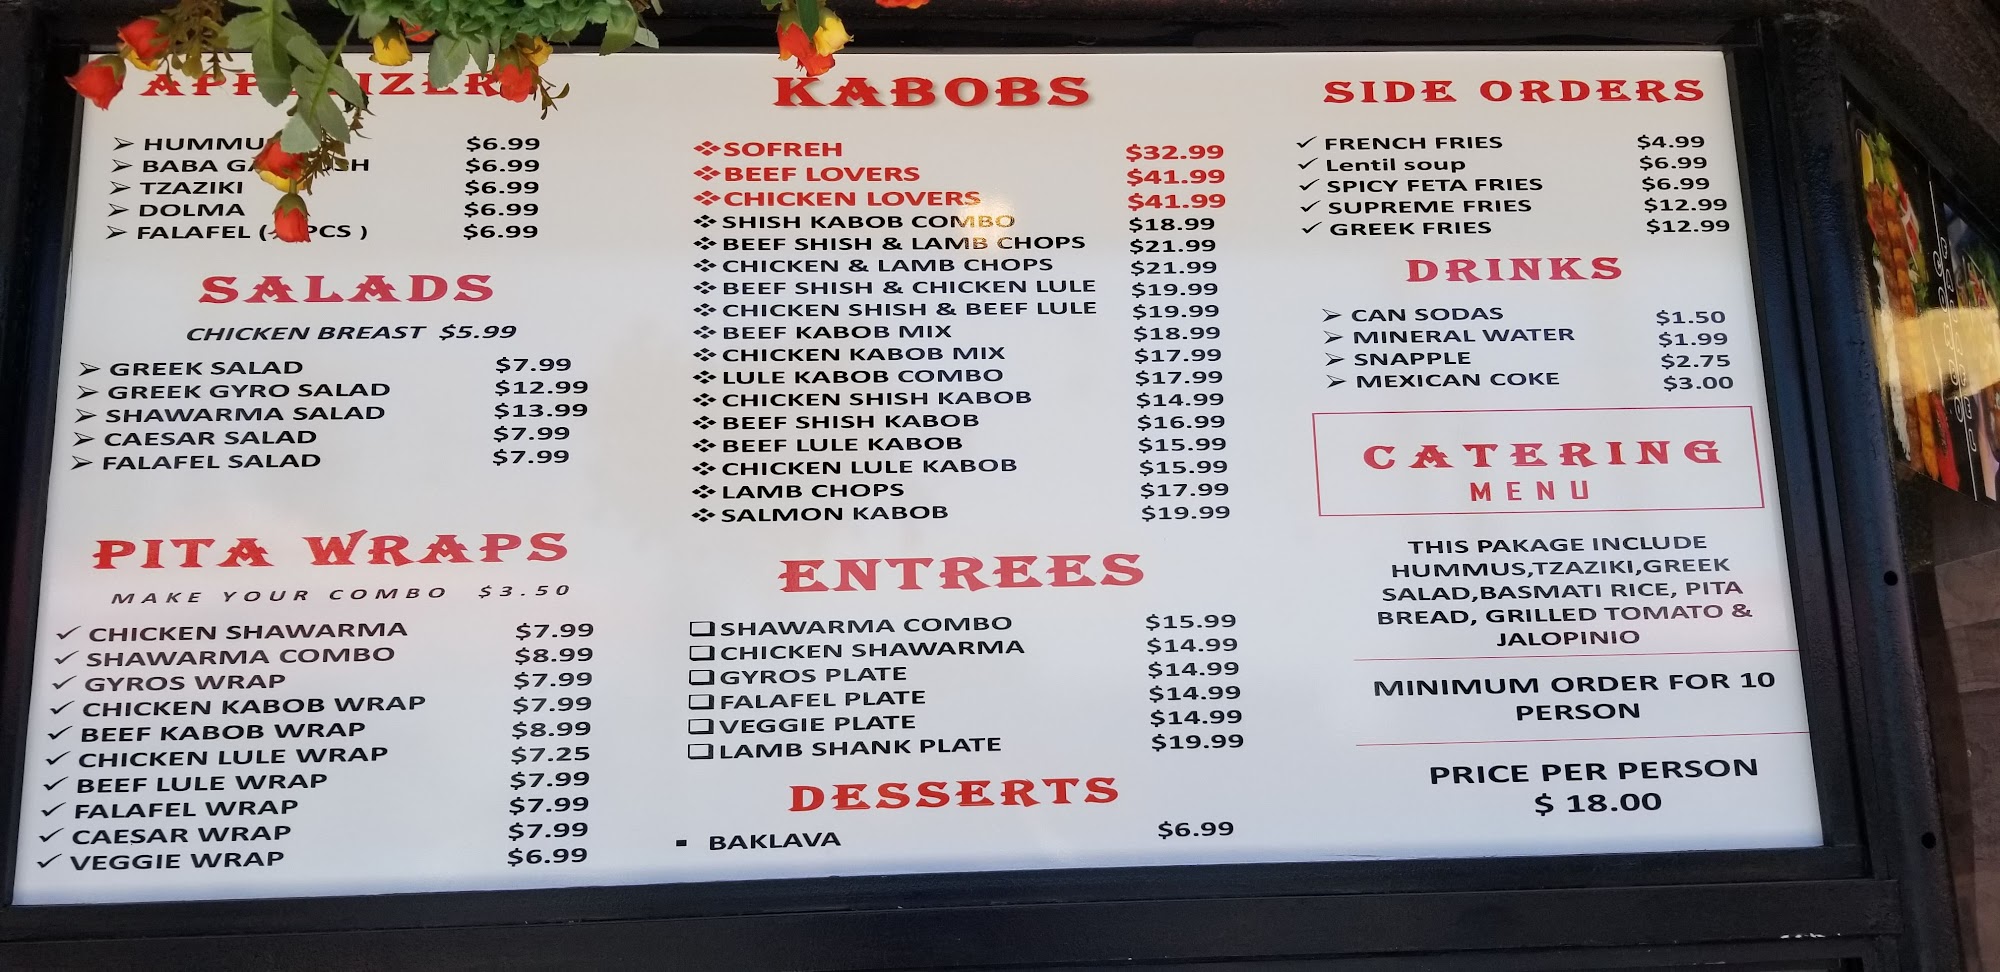 KABOBS
SIDE ORDERS
$6.99
BABA $6.99
TZAZIKI $6.99
DOLMA $6.99
FALAFEL ( PCS ) $6.99
SALADS
CHICKEN BREAST $5.99
GREEK SALAD $7.99
GREEK GYRO SALAD $12.99
SHAWARMA SALAD $13.99
CAESAR SALAD $7.99
FALAFEL SALAD $7.99
PITA WRAPS
MAKE YOUR COMBO $3.50
CHICKEN SHAWARMA $7.99
SHAWARMA COMBO $8.99
GYROS WRAP $7.99
CHICKEN KABOB WRAP $7.99
BEEF KABOB WRAP $8.99
CHICKEN LULE WRAP $7.25
BEEF LULE WRAP $7.99
FALAFEL WRAP $7.99
CAESAR WRAP $7.99
VEGGIE WRAP $6.99
SOFREH $32.99
BEEF LOVERS $41.99
CHICKEN LOVERS $41.99
SHISH KABOB COMBO $18.99
BEEF SHISH & LAMB CHOPS $21.99
CHICKEN & LAMB CHOPS $21.99
BEEF SHISH & CHICKEN LULE $19.99
CHICKEN SHISH & BEEF LULE $19.99
BEEF KABOB MIX $18.99
CHICKEN KABOB MIX $17.99
LULE KABOB COMBO $17.99
CHICKEN SHISH KABOB $14.99
BEEF SHISH KABOB $16.99
BEEF LULE KABOB $15.99
CHICKEN LULE KABOB $15.99
LAMB CHOPS $17.99
SALMON KABOB $19.99
ENTREES
SHAWARMA COMBO $15.99
CHICKEN SHAWARMA $14.99
GYROS PLATE $14.99
FALAFEL PLATE $14.99
VEGGIE PLATE $14.99
LAMB SHANK PLATE $19.99
DESSERTS
BAKLAVA $6.99
FRENCH FRIES $4.99
Lentil soup $6.99
SPICY FETA FRIES $6.99
SUPREME FRIES $12.99
GREEK FRIES $12.99
DRINKS
CAN SODAS $1.50
MINERAL WATER $1.99
SNAPPLE $2.75
MEXICAN COKE $3.00
CATERING
MENU
THIS PAKAGE INCLUDE
HUMMUS,TZAZIKI,GREEK
SALAD,BASMATI RICE, PITA
BREAD, GRILLED TOMATO &
JALOPINIO
MINIMUM ORDER FOR 10
PERSON
PRICE PER PERSON
$ 18.00